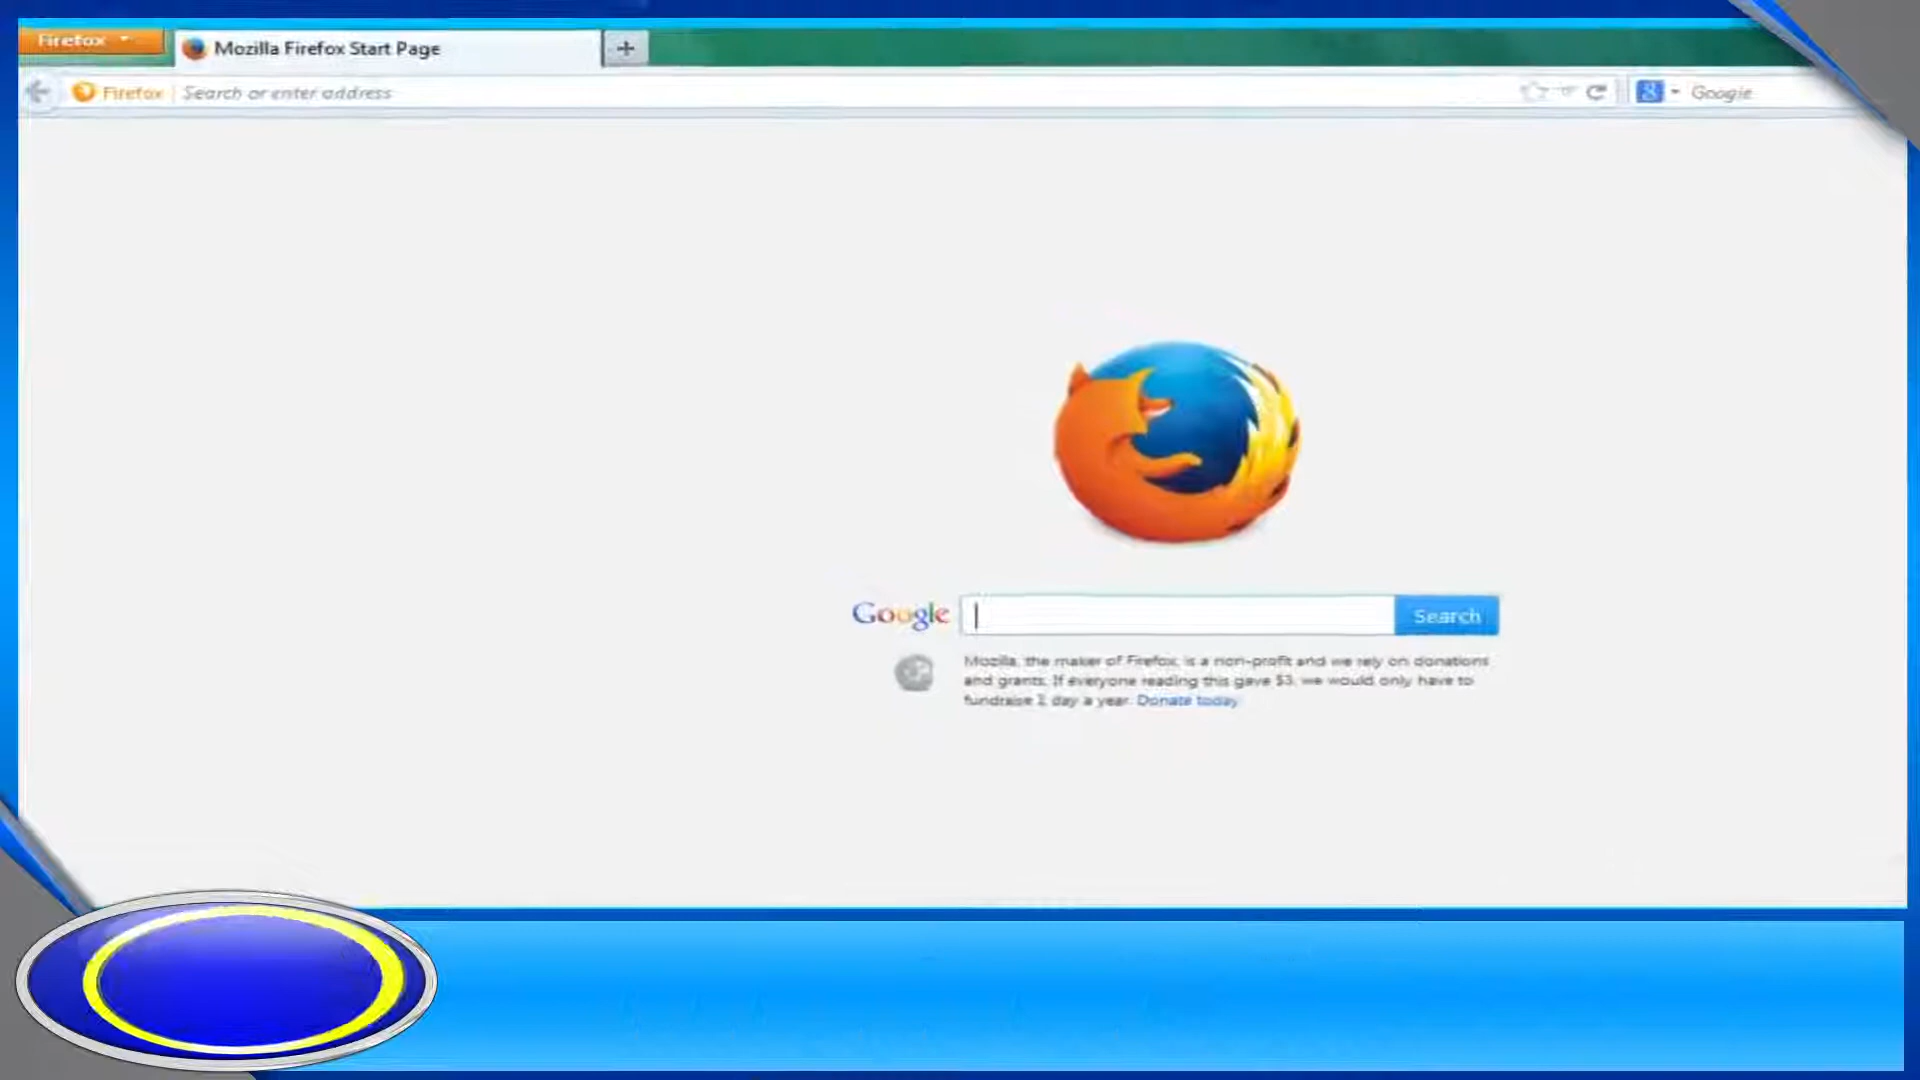 Firefox
Mozilla Firefox Start Page
+
Firefox
Search or enter address
8
Google
Google
Search
Mozilla, the maker of Firefox, is a non-profit and we rely on donations
and grants. If everyone reading this gave $3, we would only have to
fundraise 1 day a year. Donate today